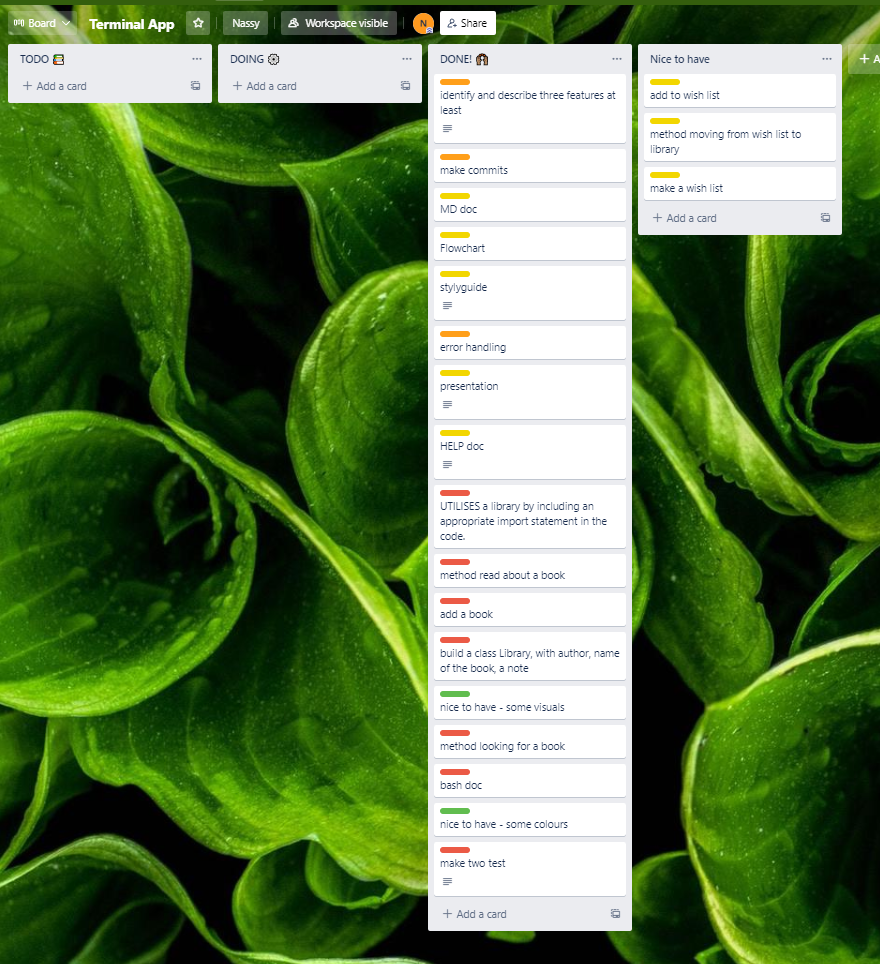 Board
Terminal App
Nassy
Workspace visible
N
Share
TODO
Add a card
DOING
Add a card
DONE!
identify and describe three features at
least
make commits
MD doc
Flowchart
stylyguide
error handling
presentation
HELP doc
UTILISES a library by including an
appropriate import statement in the
code.
method read about a book
add a book
build a class Library, with author, name
of the book, a note
nice to have - some visuals
method looking for a book
bash doc
nice to have - some colours
make two test
Add a card
Nice to have
add to wish list
method moving from wish list to
library
make a wish list
Add a card
A